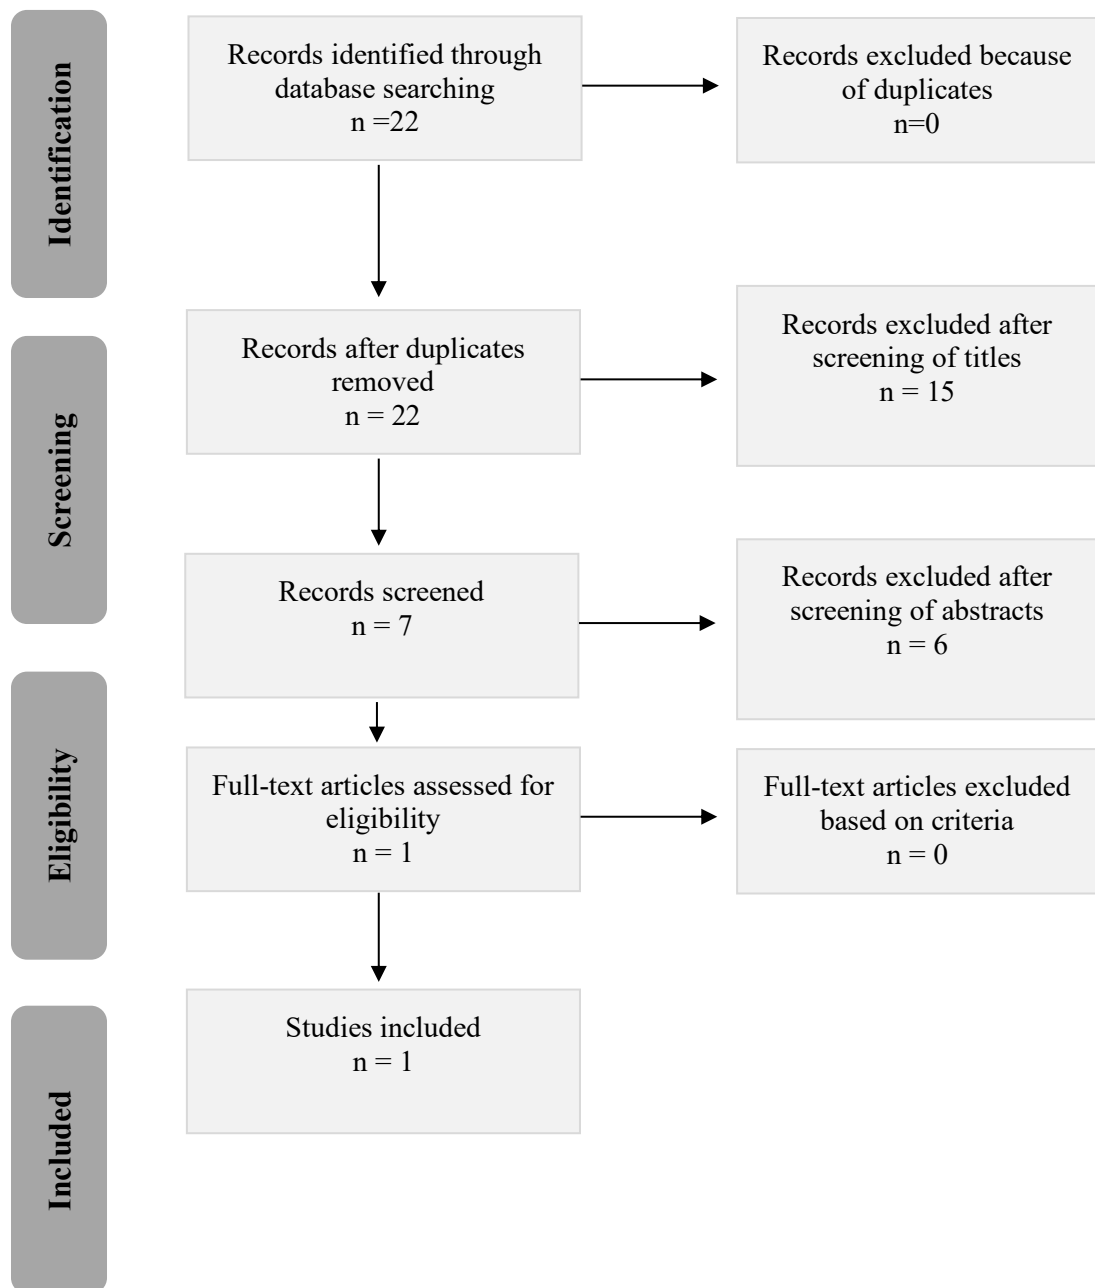 Identification
Records identified through
database searching
n =22
Records excluded because
of duplicates
n=0
Screening
Records after duplicates
removed
n = 22
Records excluded after
screening of titles
n = 15
Records screened
n = 7
Records excluded after
screening of abstracts
n = 6
Eligibility
Full-text articles assessed for
eligibility
n = 1
Full-text articles excluded
based on criteria
n = 0
Included
Studies included
n = 1